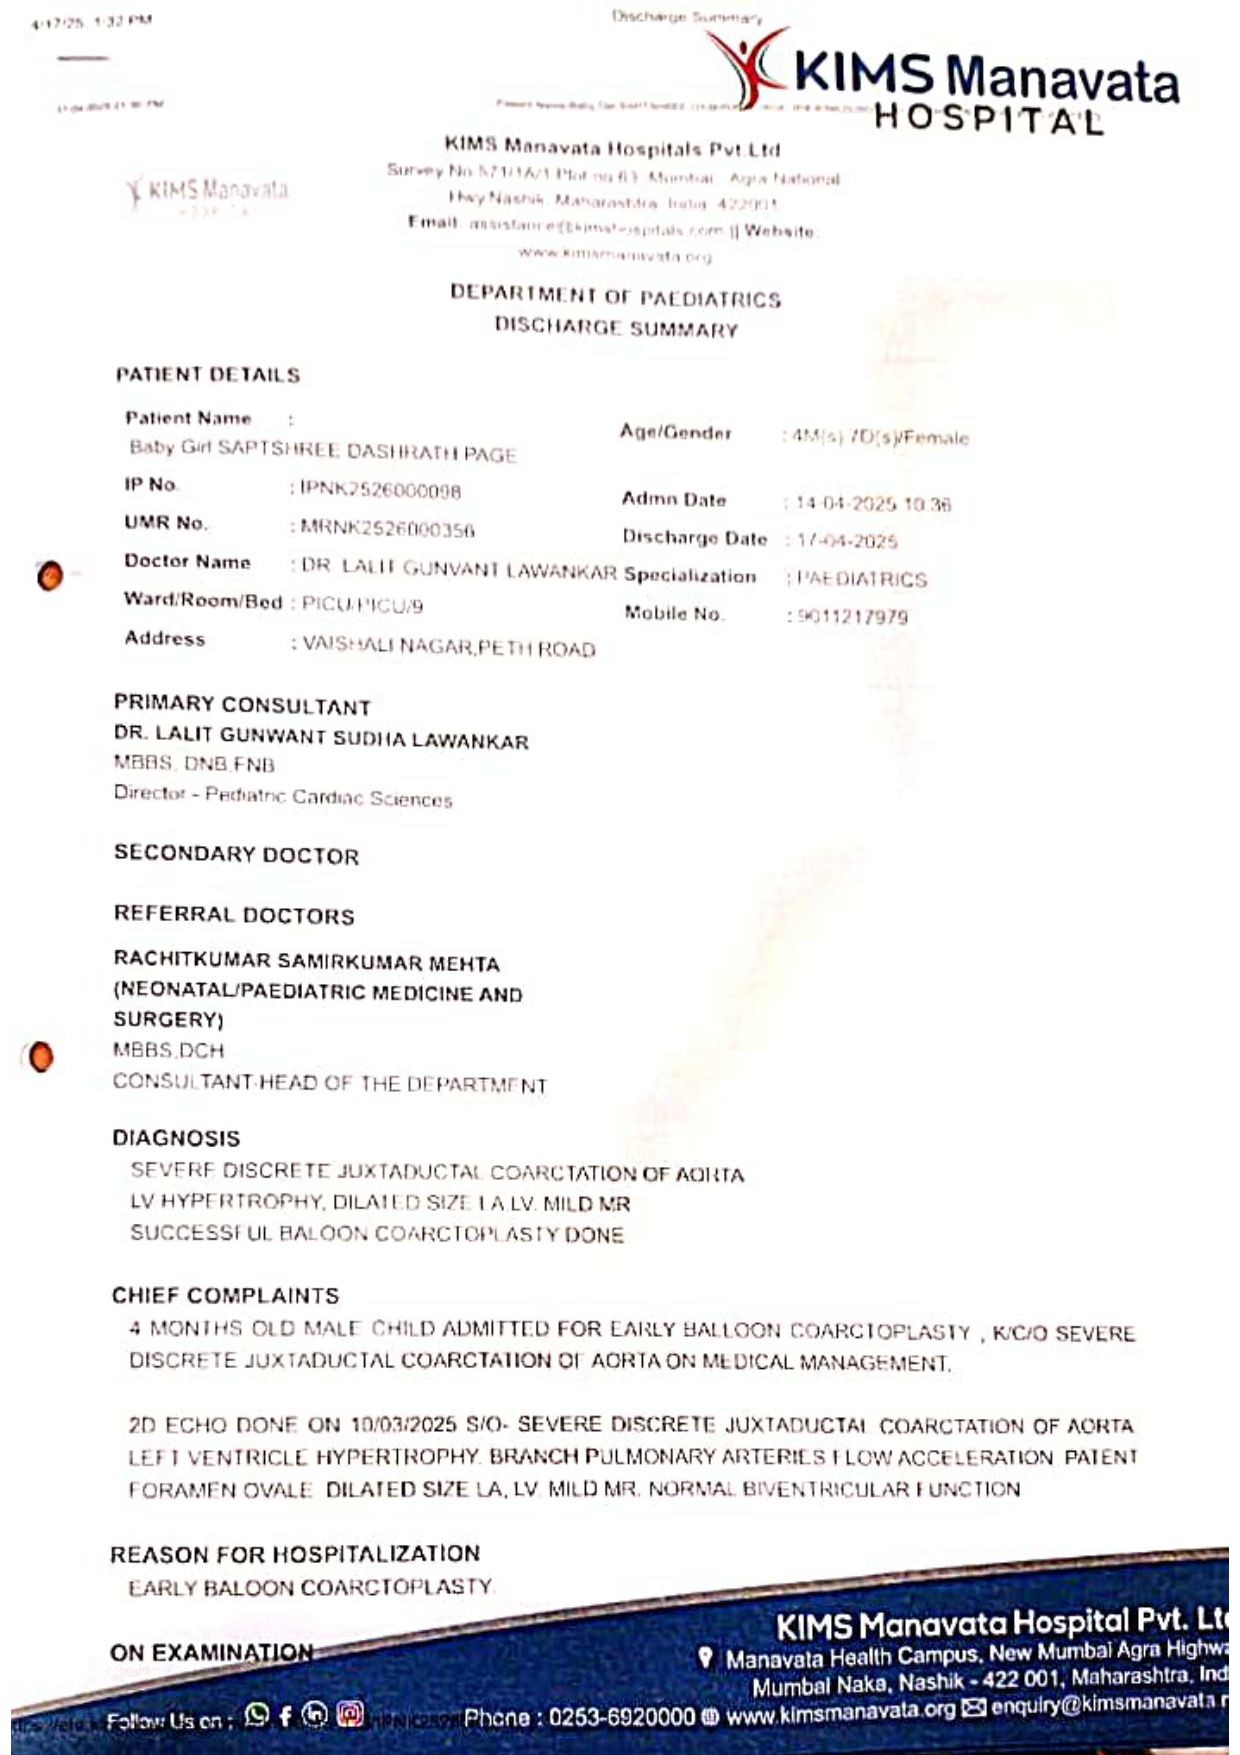 4/17/25, 1:32 PM
Discharge Summary
KIMS Manavata
HOSPITAL
KIMS Manavata Hospitals Pvt.Ltd
KIMS Manavata
Survey No 571/1A/1 Plot no 63, Mumbai - Agra National
Hwy Nashik, Maharashtra, India, 422001
Email: assistance@kimshospitals.com || Website:
www.kimsmanavata.org
DEPARTMENT OF PAEDIATRICS
DISCHARGE SUMMARY
PATIENT DETAILS
Patient Name :
Baby Girl SAPTSHREE DASHRATH PAGE
Age/Gender : 4M(s) 7D(s)/Female
IP No. : IPNK2526000098
Admn Date : 14-04-2025 10:36
UMR No. : MRNK2526000356
Discharge Date : 17-04-2025
Doctor Name : DR. LALIT GUNVANT LAWANKAR Specialization : PAEDIATRICS
Ward/Room/Bed : PICU/PICU/9
Mobile No. : 9011217979
Address : VAISHALI NAGAR,PETH ROAD
PRIMARY CONSULTANT
DR. LALIT GUNWANT SUDHA LAWANKAR
MBBS, DNB,FNB
Director - Pediatric Cardiac Sciences
SECONDARY DOCTOR
REFERRAL DOCTORS
RACHITKUMAR SAMIRKUMAR MEHTA
(NEONATAL/PAEDIATRIC MEDICINE AND
SURGERY)
MBBS,DCH
CONSULTANT-HEAD OF THE DEPARTMENT
DIAGNOSIS
SEVERE DISCRETE JUXTADUCTAL COARCTATION OF AORTA
LV HYPERTROPHY, DILATED SIZE LA.LV. MILD MR
SUCCESSFUL BALOON COARCTOPLASTY DONE
CHIEF COMPLAINTS
4 MONTHS OLD MALE CHILD ADMITTED FOR EARLY BALLOON COARCTOPLASTY , K/C/O SEVERE
DISCRETE JUXTADUCTAL COARCTATION OF AORTA ON MEDICAL MANAGEMENT.
2D ECHO DONE ON 10/03/2025 S/O- SEVERE DISCRETE JUXTADUCTAL COARCTATION OF AORTA
LEFT VENTRICLE HYPERTROPHY. BRANCH PULMONARY ARTERIES FLOW ACCELERATION. PATENT
FORAMEN OVALE. DILATED SIZE LA, LV. MILD MR. NORMAL BIVENTRICULAR FUNCTION
REASON FOR HOSPITALIZATION
EARLY BALOON COARCTOPLASTY.
ON EXAMINATION
KIMS Manavata Hospital Pvt. Lt
Manavata Health Campus, New Mumbai Agra Highw
Mumbai Naka, Nashik - 422 001, Maharashtra, Ind
Follow Us on : Phone : 0253-6920000 www.kimsmanavata.org enquiry@kimsmanavata